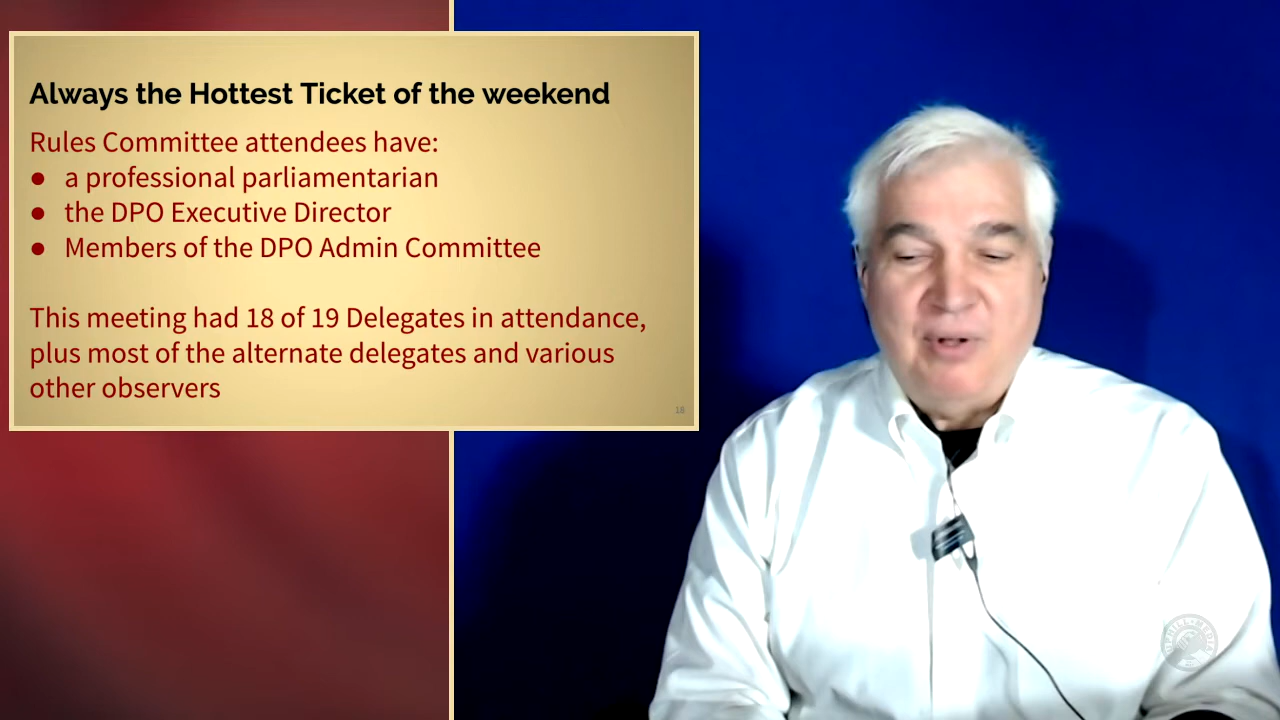 Always the Hottest Ticket of the weekend
Rules Committee attendees have:
● a professional parliamentarian
● the DPO Executive Director
● Members of the DPO Admin Committee
This meeting had 18 of 19 Delegates in attendance,
plus most of the alternate delegates and various
other observers
18